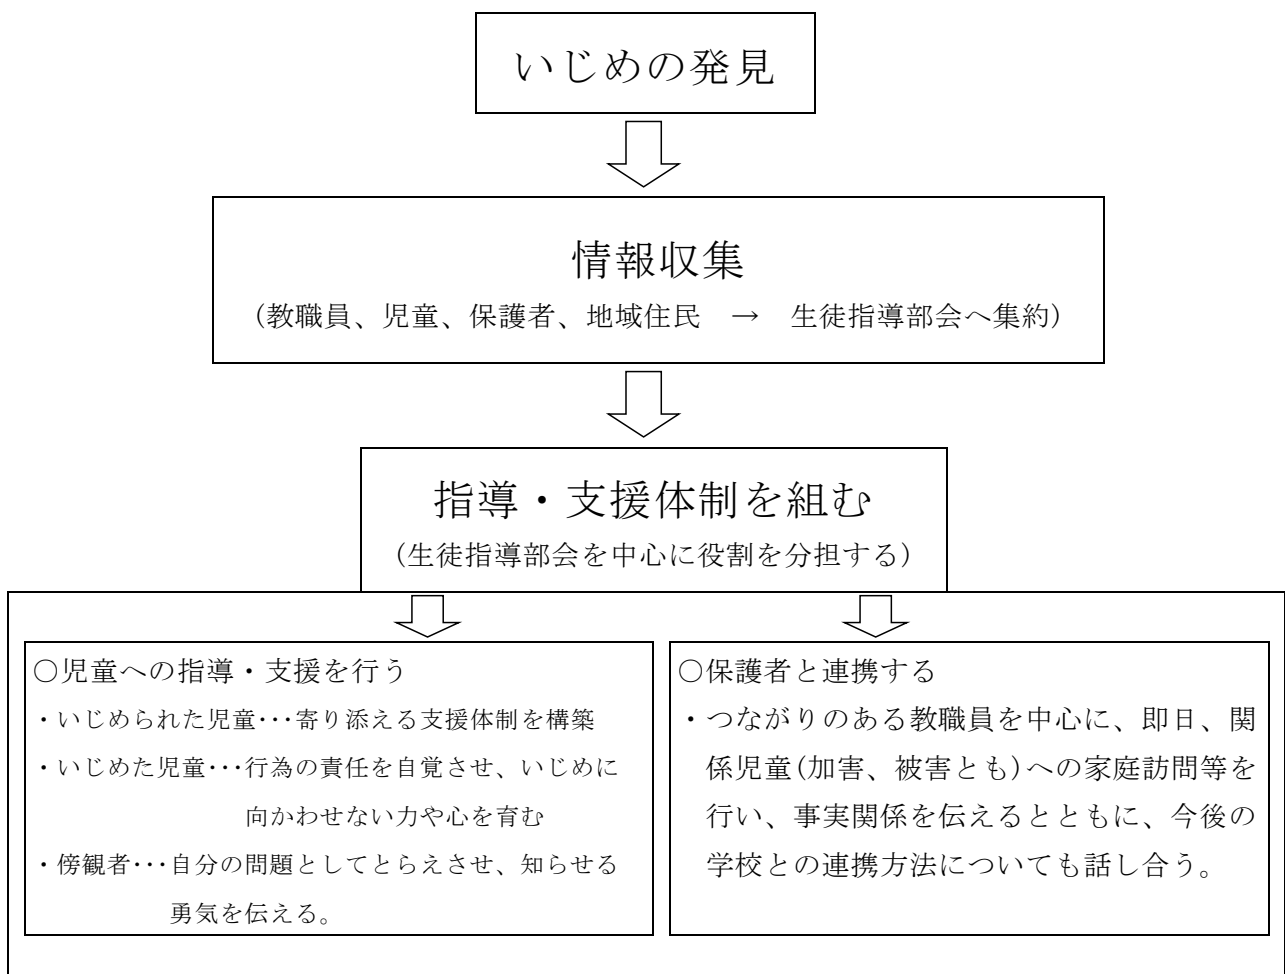 いじめの発見
情報収集
(教職員、児童、保護者、地域住民 → 生徒指導部会へ集約)
指導・支援体制を組む
(生徒指導部会を中心に役割を分担する)
○児童への指導・支援を行う
・いじめられた児童･･･寄り添える支援体制を構築
・いじめた児童･･･行為の責任を自覚させ、いじめに
向かわせない力や心を育む
・傍観者･･･自分の問題としてとらえさせ、知らせる
勇気を伝える。
○保護者と連携する
・つながりのある教職員を中心に、即日、関
係児童(加害、被害とも)への家庭訪問等を
行い、事実関係を伝えるとともに、今後の
学校との連携方法についても話し合う。